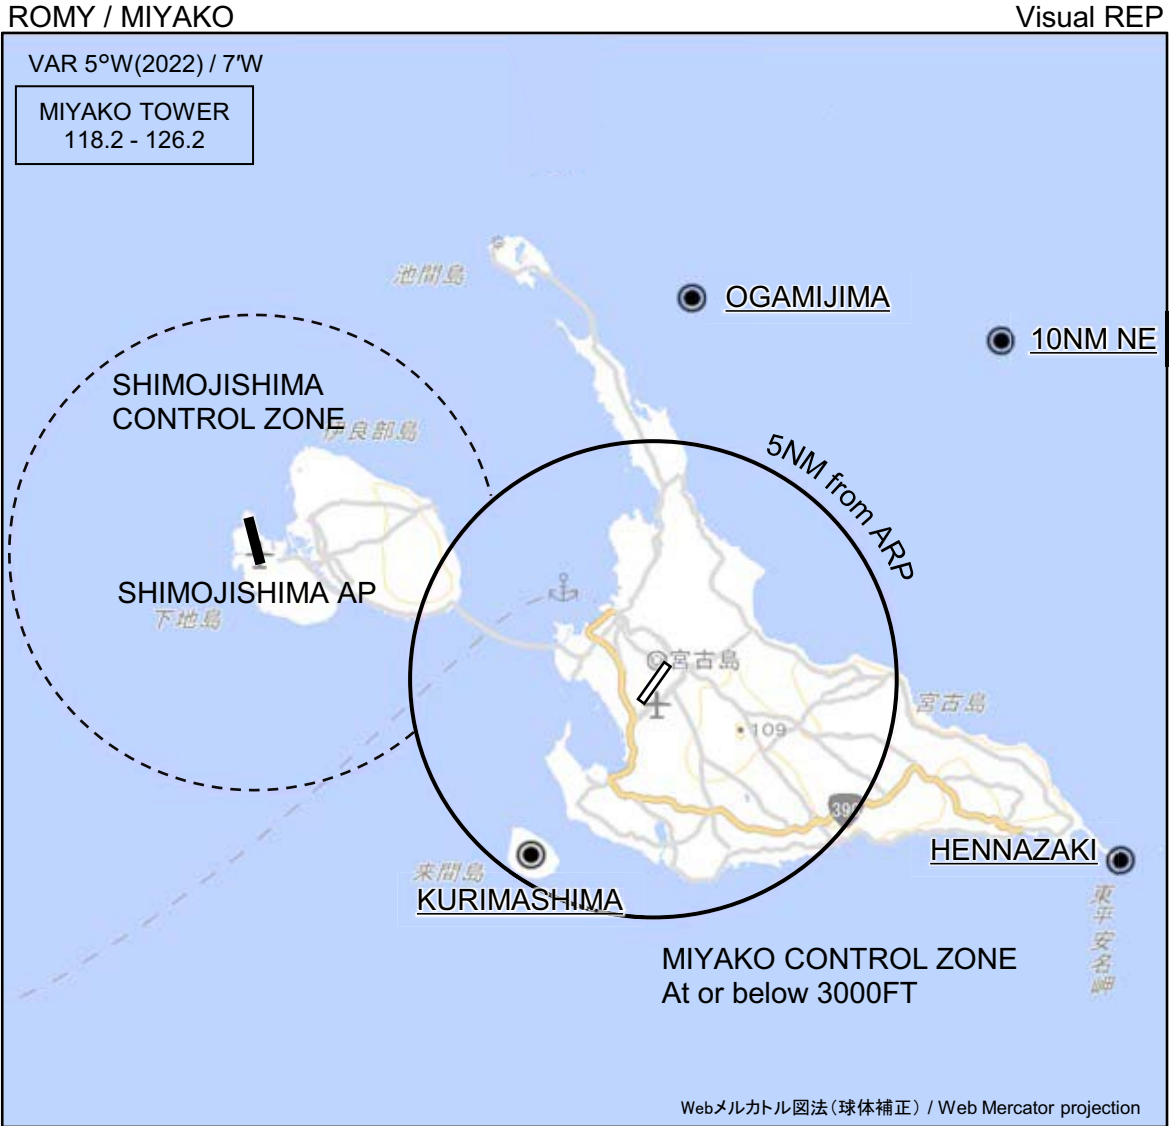 ROMY / MIYAKO
Visual REP
VAR 5°W(2022) / 7'W
MIYAKO TOWER
118.2 - 126.2
池間島
OGAMIJIMA
10NM NE
SHIMOJISHIMA
CONTROL ZONE
伊良部島
5NM from ARP
SHIMOJISHIMA AP
下地島
宮古島
宮古島
109
390
HENNAZAKI
来間島
KURIMASHIMA
東平安名岬
MIYAKO CONTROL ZONE
At or below 3000FT
Webメルカトル図法(球体補正) / Web Mercator projection